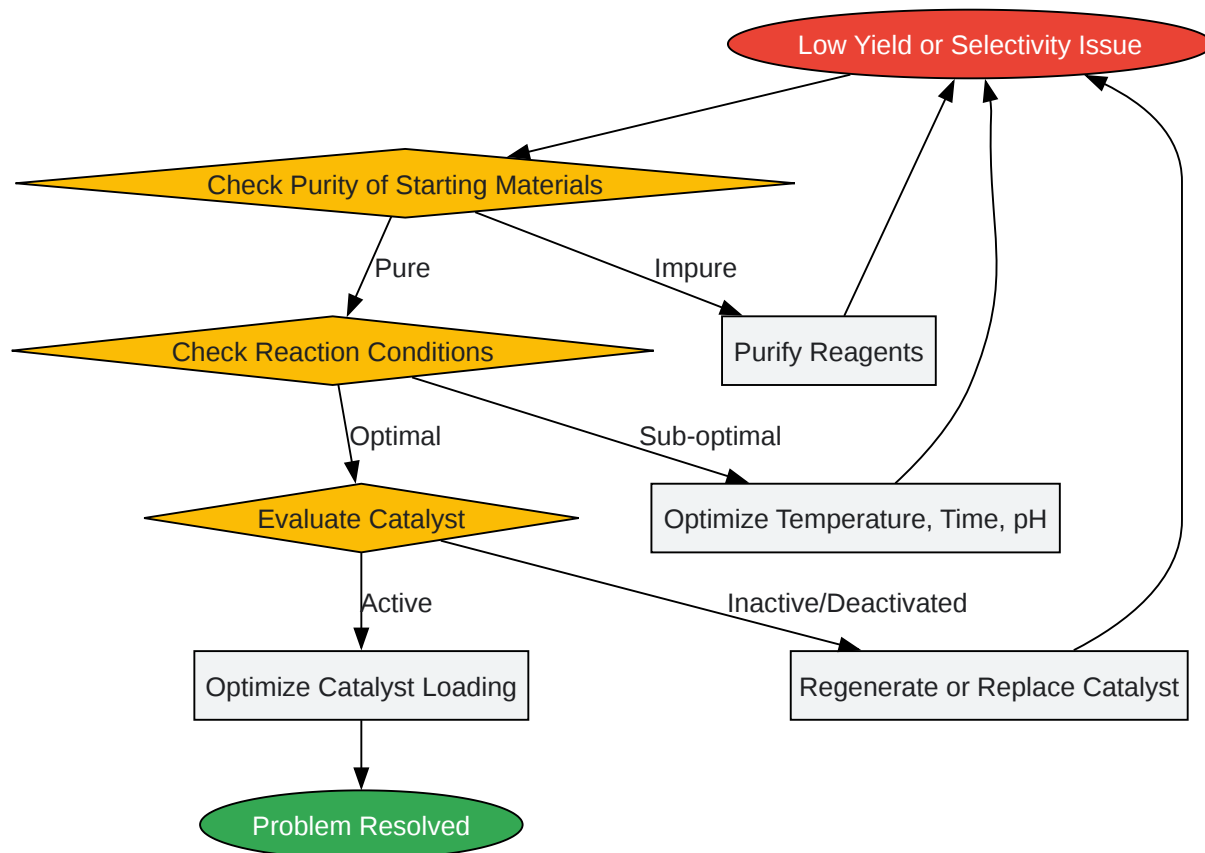 Low Yield or Selectivity Issue
Check Purity of Starting Materials
Pure
Impure
Purify Reagents
Check Reaction Conditions
Optimal
Sub-optimal
Optimize Temperature, Time, pH
Evaluate Catalyst
Active
Inactive/Deactivated
Optimize Catalyst Loading
Regenerate or Replace Catalyst
Problem Resolved